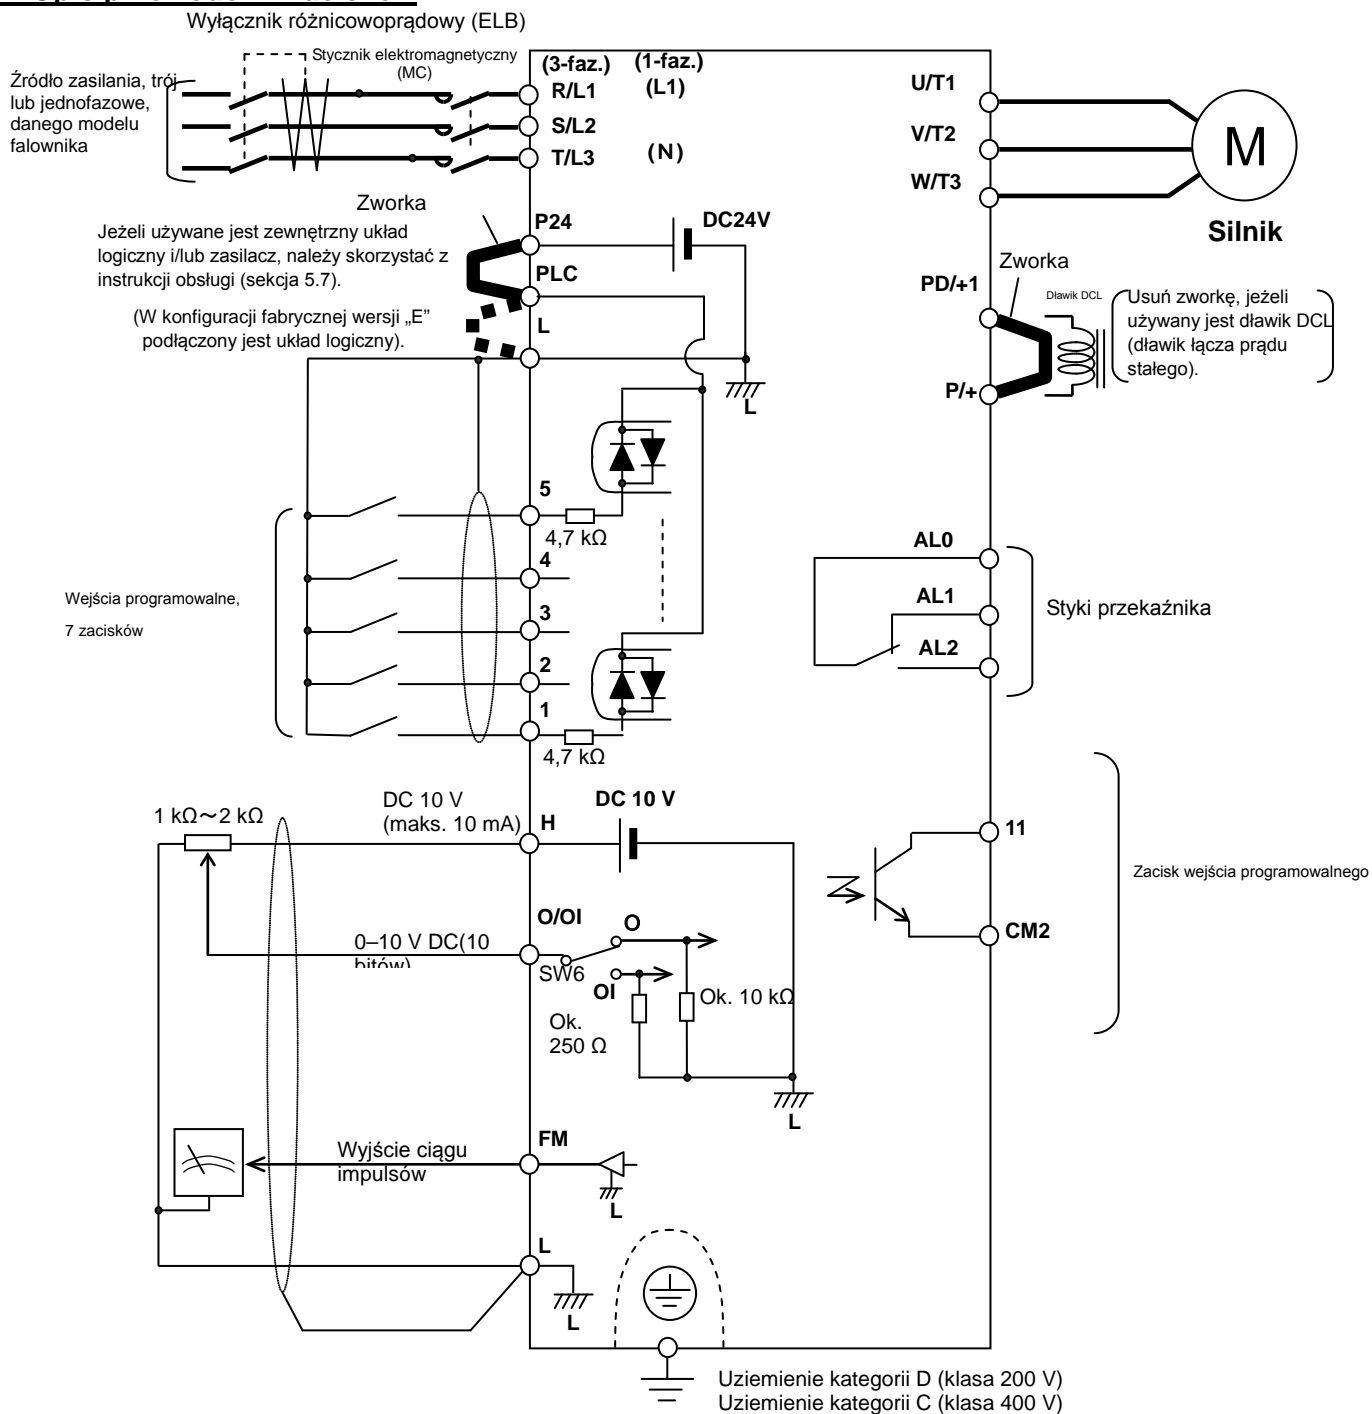 Wyłącznik różnicowoprądowy (ELB)
Stycznik elektromagnetyczny
(MC)
Źródło zasilania, trój
lub jednofazowe,
danego modelu
falownika
(3-faz.)
(1-faz.)
R/L1
(L1)
S/L2
T/L3
(N)
U/T1
V/T2
W/T3
M
Silnik
Zworka
Jeżeli używane jest zewnętrzny układ
logiczny i/lub zasilacz, należy skorzystać z
instrukcji obsługi (sekcja 5.7).
(W konfiguracji fabrycznej wersji „E”
podłączony jest układ logiczny).
P24
DC24V
PLC
L
L
PD/+1
Zworka
Dławik DCL
Usuń zworkę, jeżeli
używany jest dławik DCL
(dławik łącza prądu
stałego).
P/+
5
4,7 kΩ
4
3
2
1
4,7 kΩ
Wejścia programowalne,
7 zacisków
AL0
AL1
AL2
Styki przekaźnika
1 kΩ～2 kΩ
DC 10 V
(maks. 10 mA)
H
DC 10 V
O/OI
O
0–10 V DC(10
bitów)
SW6
OI
Ok. 10 kΩ
Ok.
250 Ω
L
11
CM2
Zacisk wejścia programowalnego
FM
Wyjście ciągu
impulsów
L
L
L
Uziemienie kategorii D (klasa 200 V)
Uziemienie kategorii C (klasa 400 V)